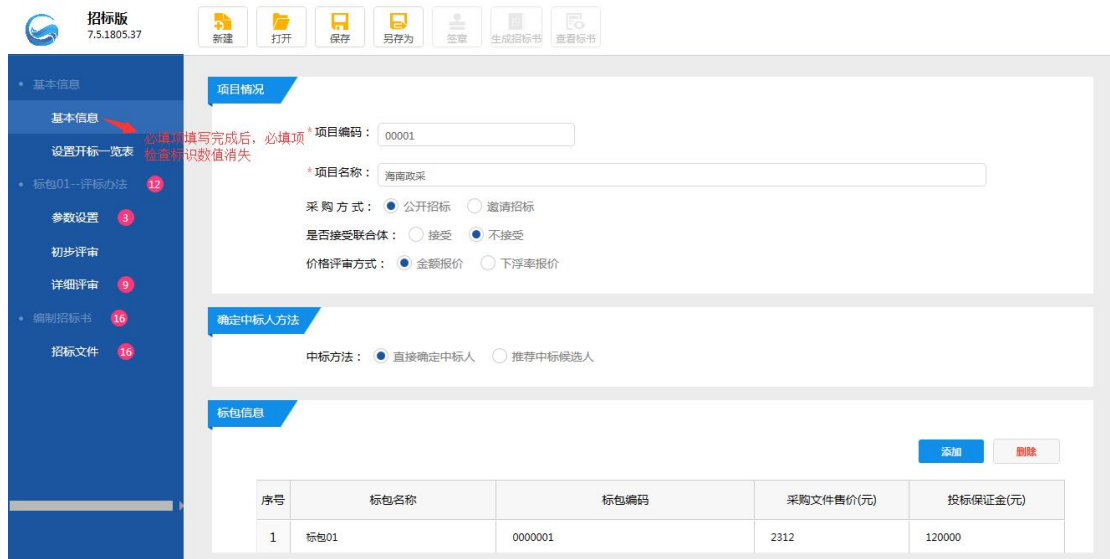 招标版
7.5.1805.37
新建
打开
保存
另存为
签章
生成招标书
查看标书
基本信息
基本信息
设置开标一览表
标包01--评标办法 12
参数设置 3
初步评审
详细评审 9
编制招标书 16
招标文件 16
必填项填写完成后，必填项
检查标识数值消失
项目情况
*项目编码： 00001
*项目名称： 海南政采
采 购 方 式： 公开招标 邀请招标
是否接受联合体： 接受 不接受
价格评审方式： 金额报价 下浮率报价
确定中标人方法
中标方法： 直接确定中标人 推荐中标候选人
标包信息
添加 删除
序号 标包名称 标包编码 采购文件售价(元) 投标保证金(元)
1 标包01 0000001 2312 120000